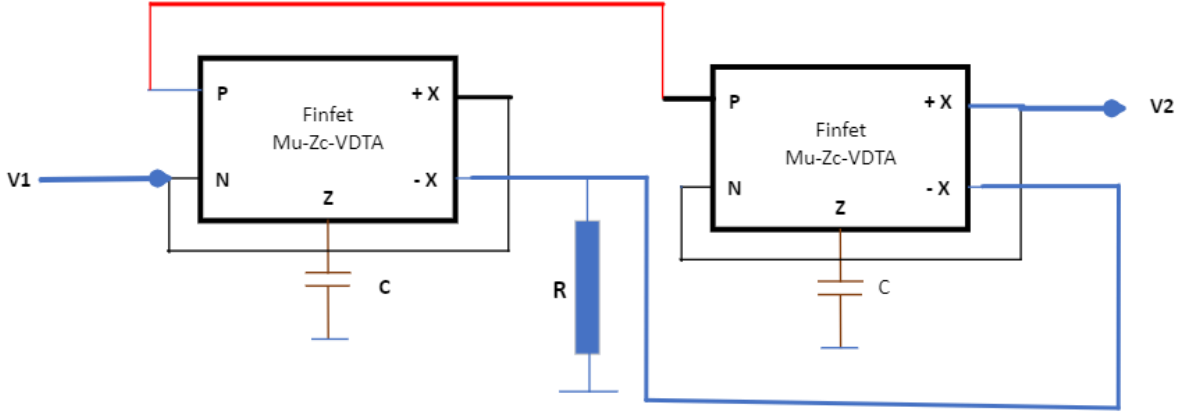 P
+ X
Finfet
Mu-Zc-VDTA
V1
N
- X
Z
C
R
P
+ X
V2
Finfet
Mu-Zc-VDTA
N
- X
Z
C